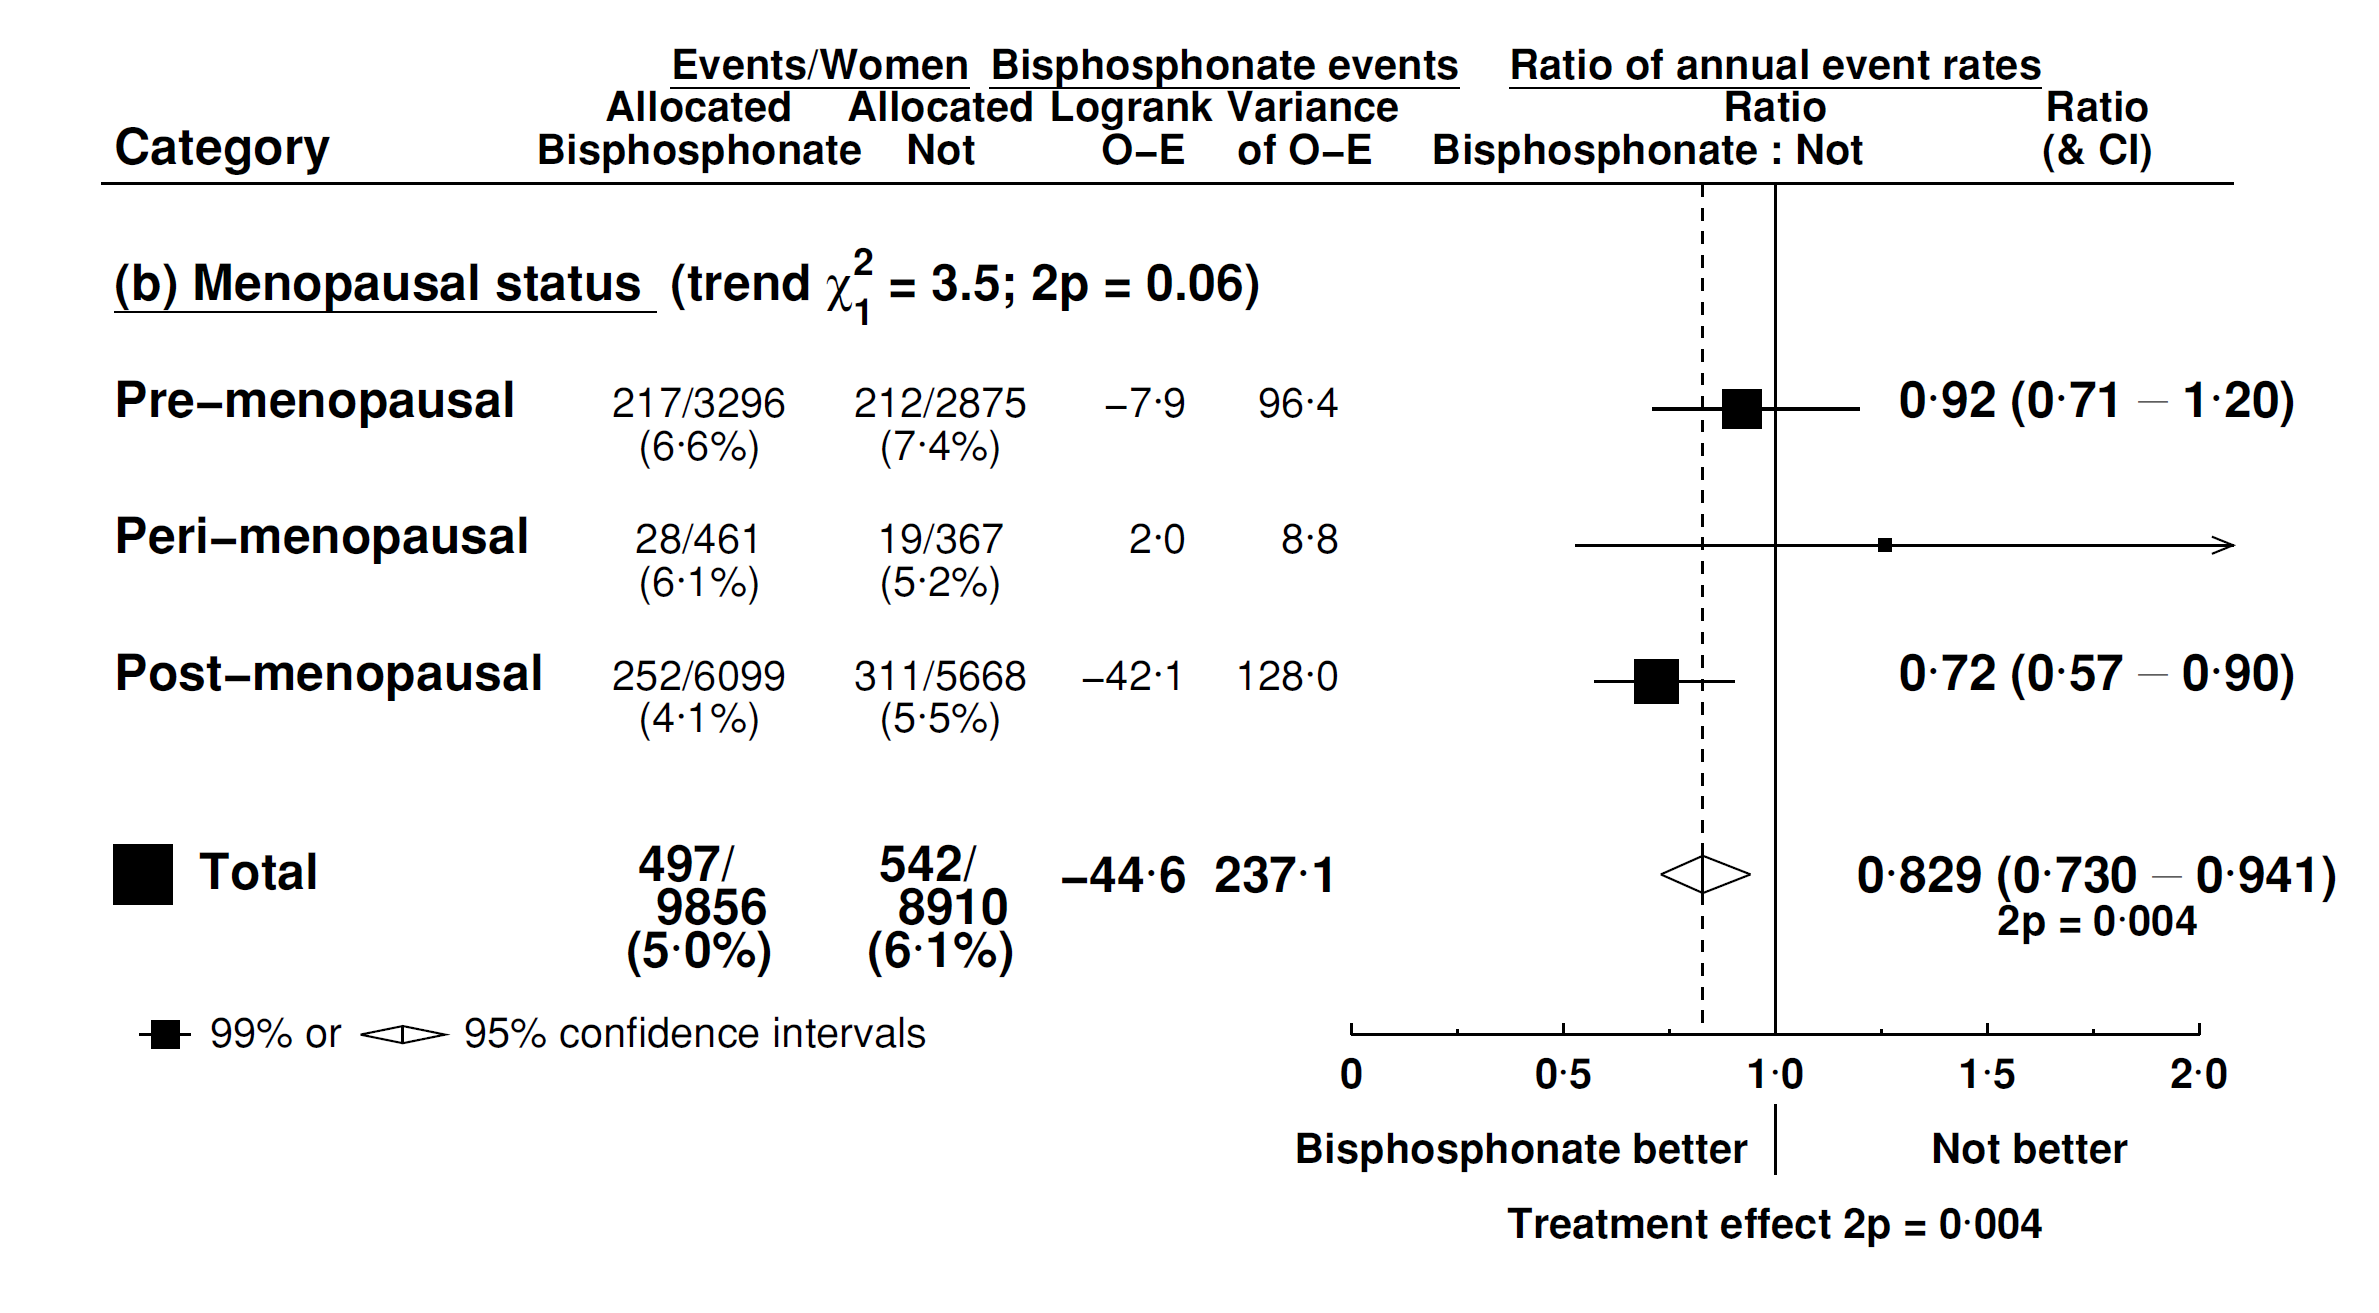 Events/Women Bisphosphonate events Ratio of annual event rates
Allocated Allocated Logrank Variance Ratio Ratio
Category Bisphosphonate Not O–E of O–E Bisphosphonate : Not (& CI)
(b) Menopausal status (trend χ²₁ = 3.5; 2p = 0.06)
Pre–menopausal 217/3296 212/2875 –7·9 96·4 0·92 (0·71 – 1·20)
(6·6%) (7·4%)
Peri–menopausal 28/461 19/367 2·0 8·8
(6·1%) (5·2%)
Post–menopausal 252/6099 311/5668 –42·1 128·0 0·72 (0·57 – 0·90)
(4·1%) (5·5%)
Total 497/ 542/ –44·6 237·1 0·829 (0·730 – 0·941)
9856 8910 2p = 0·004
(5·0%) (6·1%)
99% or 95% confidence intervals
0 0·5 1·0 1·5 2·0
Bisphosphonate better Not better
Treatment effect 2p = 0·004